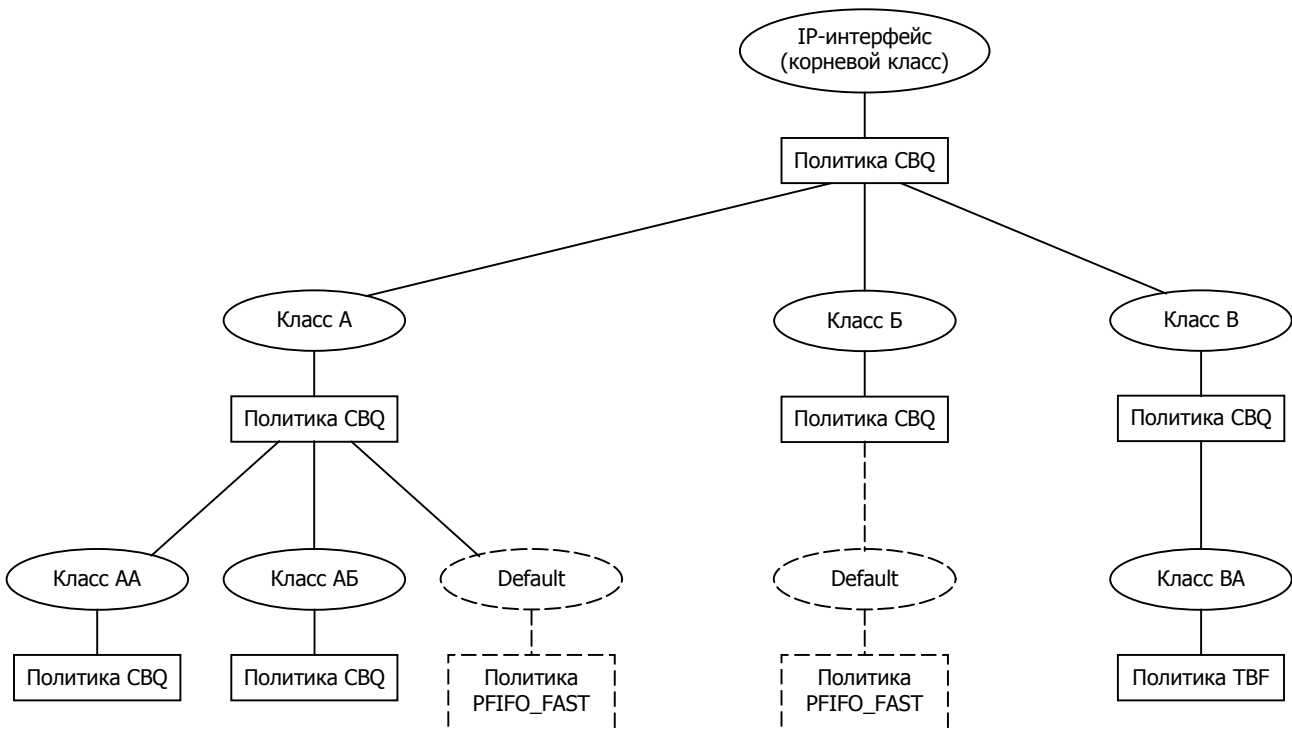 IP-интерфейс
(корневой класс)
Политика CBQ
Класс А
Класс Б
Класс В
Политика CBQ
Политика CBQ
Политика CBQ
Класс АА
Класс АБ
Default
Default
Класс ВА
Политика CBQ
Политика CBQ
Политика
PFIFO_FAST
Политика
PFIFO_FAST
Политика TBF